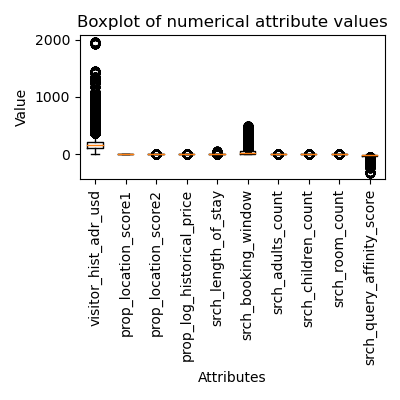 Boxplot of numerical attribute values
2000
1000
0
Value
visitor_hist_adr_usd
prop_location_score1
prop_location_score2
prop_log_historical_price
srch_length_of_stay
srch_booking_window
srch_adults_count
srch_children_count
srch_room_count
srch_query_affinity_score
Attributes